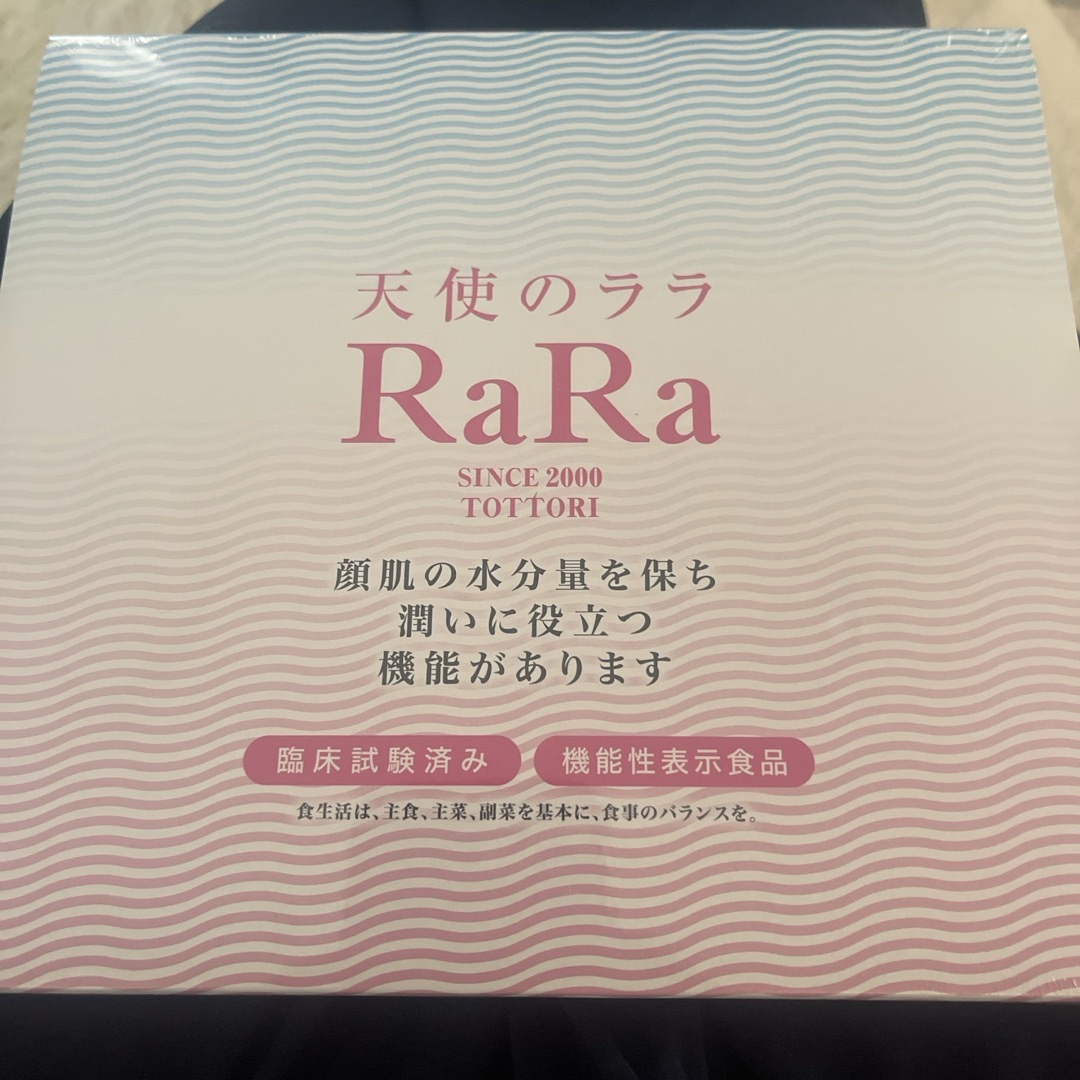 天使のララ
RaRa
SINCE 2000
TOTTORI
顔肌の水分量を保ち
潤いに役立つ
機能があります
臨床試験済み 機能性表示食品
食生活は、主食、主菜、副菜を基本に、食事のバランスを。